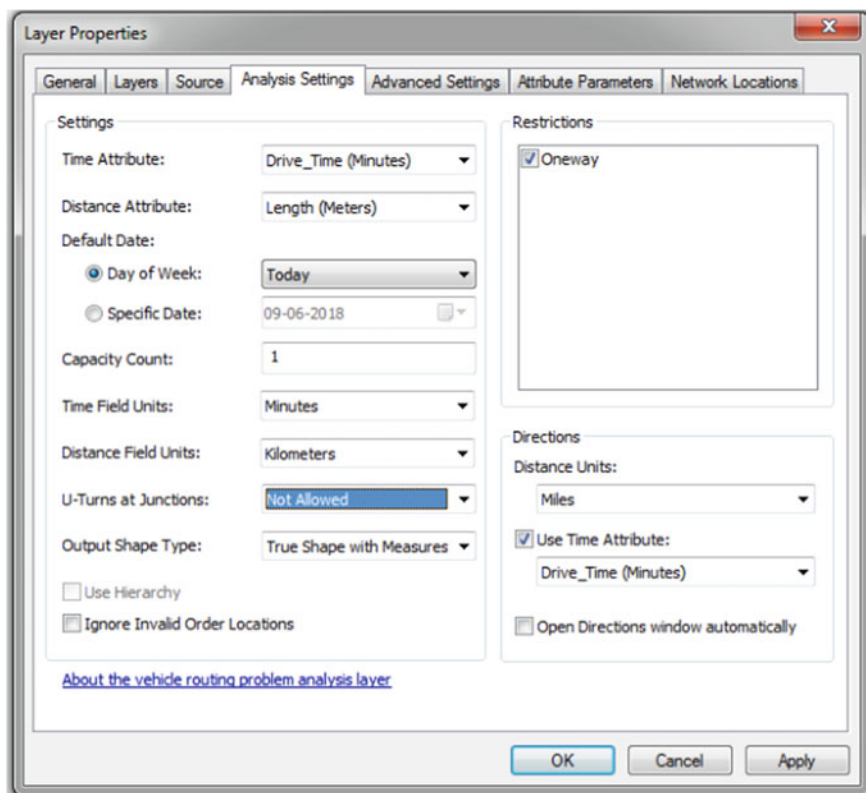 Layer Properties
General Layers Source Analysis Settings Advanced Settings Attribute Parameters Network Locations
Settings
Time Attribute: Drive_Time (Minutes)
Distance Attribute: Length (Meters)
Default Date:
Day of Week: Today
Specific Date: 09-06-2018
Capacity Count: 1
Time Field Units: Minutes
Distance Field Units: Kilometers
U-Turns at Junctions: Not Allowed
Output Shape Type: True Shape with Measures
Use Hierarchy
Ignore Invalid Order Locations
About the vehicle routing problem analysis layer
Restrictions
Oneway
Directions
Distance Units:
Miles
Use Time Attribute:
Drive_Time (Minutes)
Open Directions window automatically
OK Cancel Apply